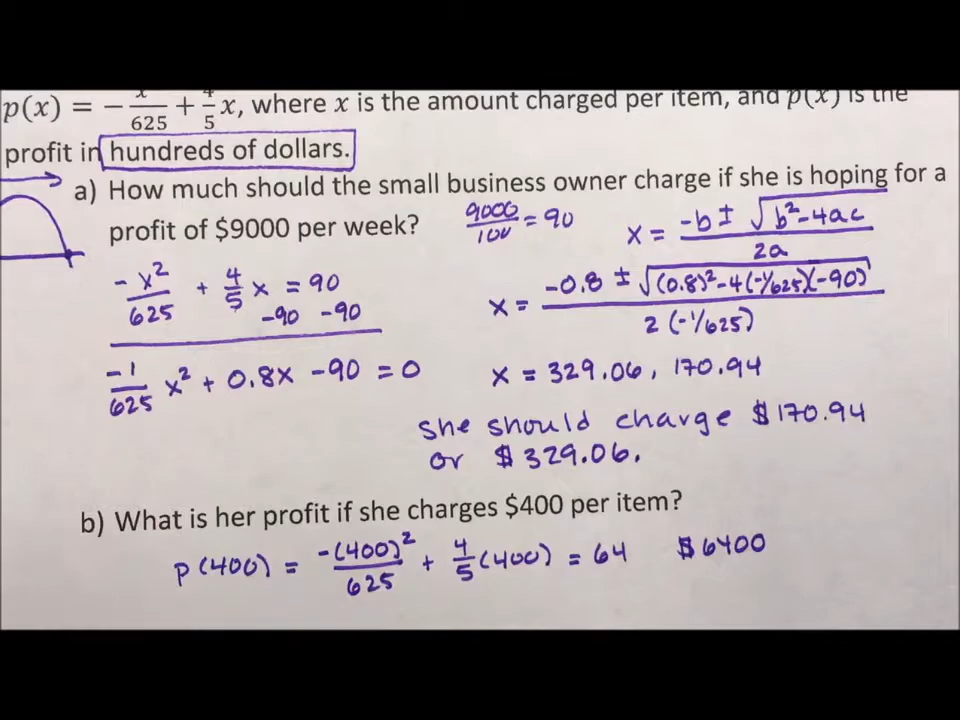 p(x) = - x/625 + 4/5 x, where x is the amount charged per item, and p(x) is the
profit in hundreds of dollars.
a) How much should the small business owner charge if she is hoping for a
profit of $9000 per week?
9000/100 = 90
x = (-b ± √(b² - 4ac))/2a
-x²/625 + 4/5 x = 90
-90 -90
x = (-0.8 ± √((0.8)² - 4(-1/625)(-90)))/2(-1/625)
-1/625 x² + 0.8x - 90 = 0
x = 329.06, 170.94
she should charge $170.94
or $329.06.
b) What is her profit if she charges $400 per item?
p(400) = -(400)²/625 + 4/5 (400) = 64 $6400